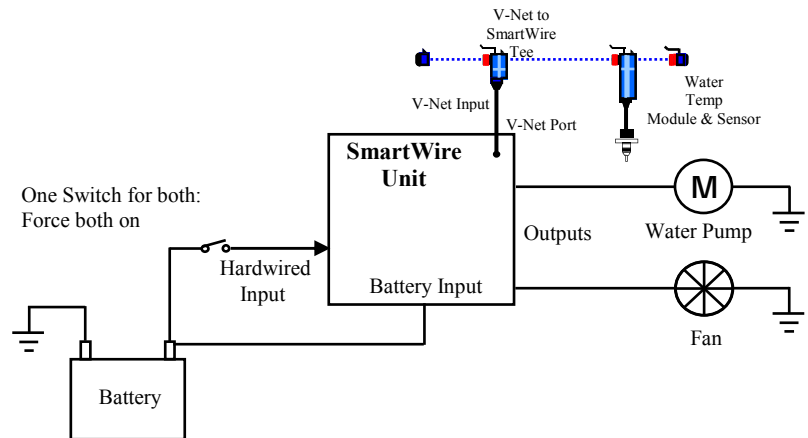 V-Net to
SmartWire
Tee
V-Net Input
V-Net Port
Water
Temp
Module & Sensor
SmartWire
Unit
One Switch for both:
Force both on
Hardwired
Input
Battery Input
Outputs
M
Water Pump
Fan
Battery